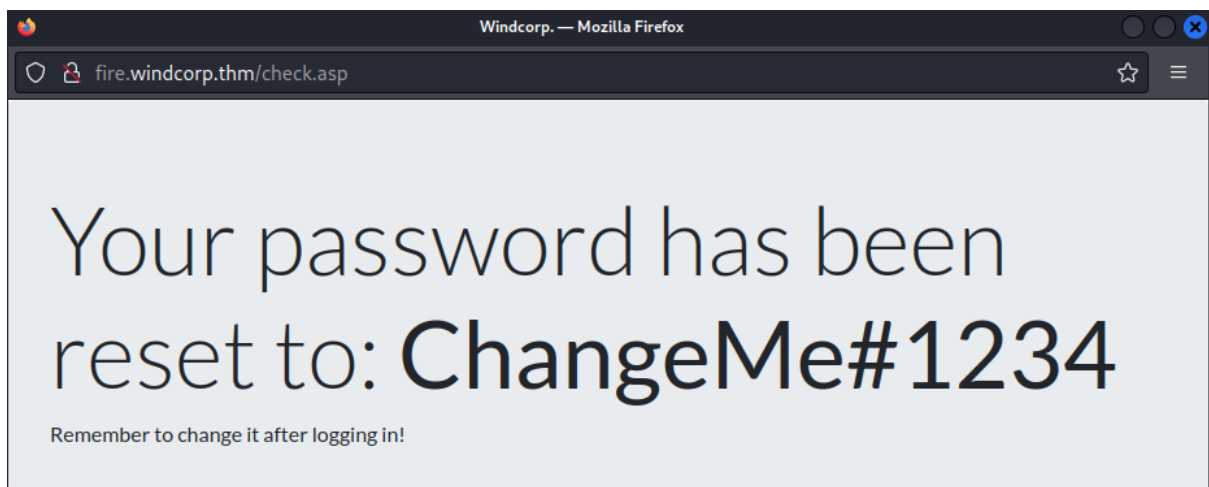 Windcorp. — Mozilla Firefox
fire.windcorp.thm/check.asp
Your password has been
reset to: ChangeMe#1234
Remember to change it after logging in!